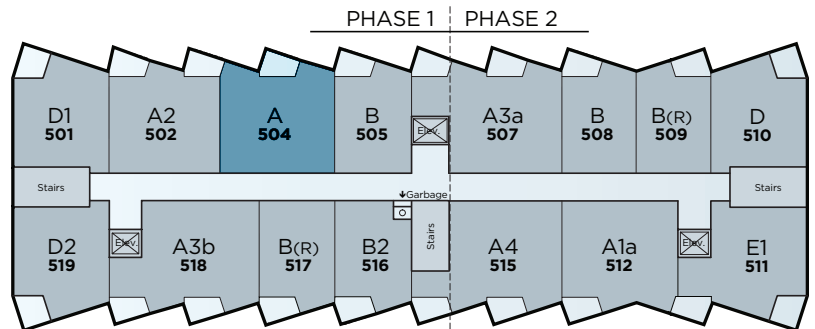 PHASE 1 PHASE 2
D1 A2 A B A3a B B(R) D
501 502 504 505 507 508 509 510
Elev.
Stairs Stairs
Garbage
D2 A3b B(R) B2 A4 A1a E1
519 518 517 516 515 512 511
Elev. Stairs Elev.